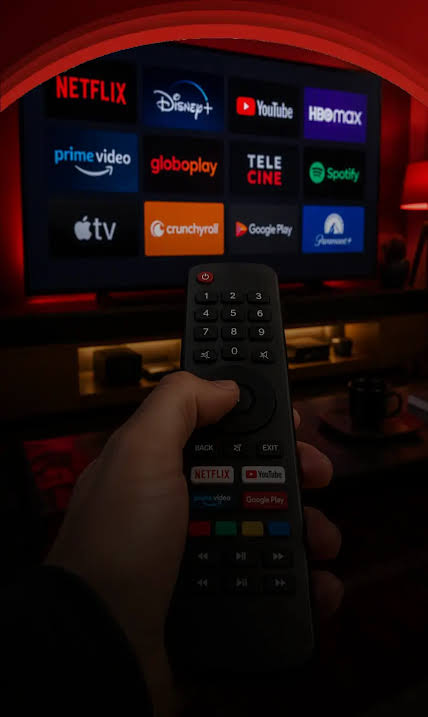 NETFLIX Disney+ YouTube HBOmax
prime video globoplay TELE CINE Spotify
tv crunchyroll Google Play Paramount+
1 2 3
4 5 6
7 8 9
0
BACK EXIT
NETFLIX YouTube
prime video Google Play